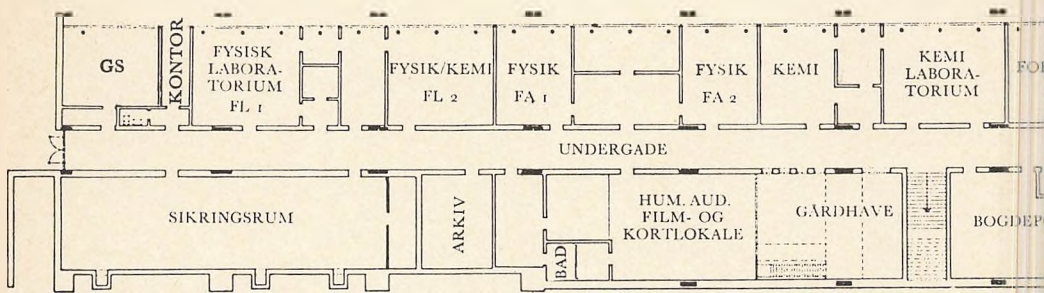 GS
KONTOR
FYSISK
LABORA-
TORIUM
FL 1
FYSIK/KEMI
FL 2
FYSIK
FA 1
FYSIK
FA 2
KEMI
KEMI
LABORA-
TORIUM
UNDERGADE
SIKRINGSRUM
ARKIV
BAD
HUM. AUD.
FILM- OG
KORTLOKALE
GÅRDHAVE